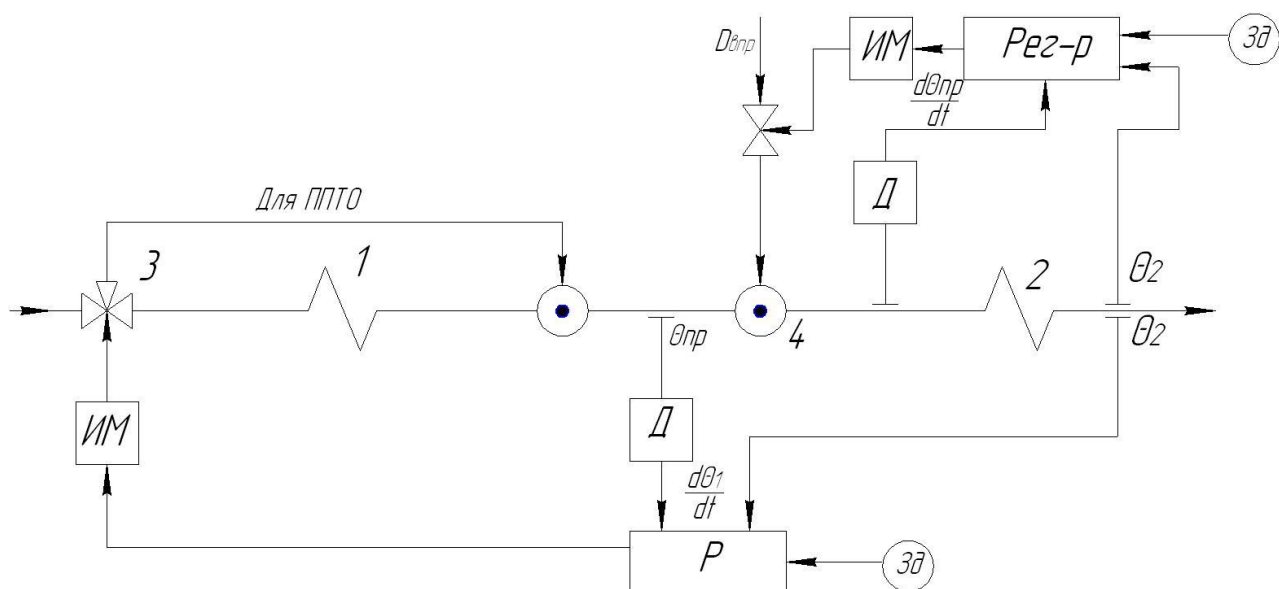 Dвпр
ИМ
Рег-р
Зд
dθпр
dt
Д
Для ППТО
3
1
2
θ2
θпр
4
θ2
ИМ
Д
dθ1
dt
Р
Зд